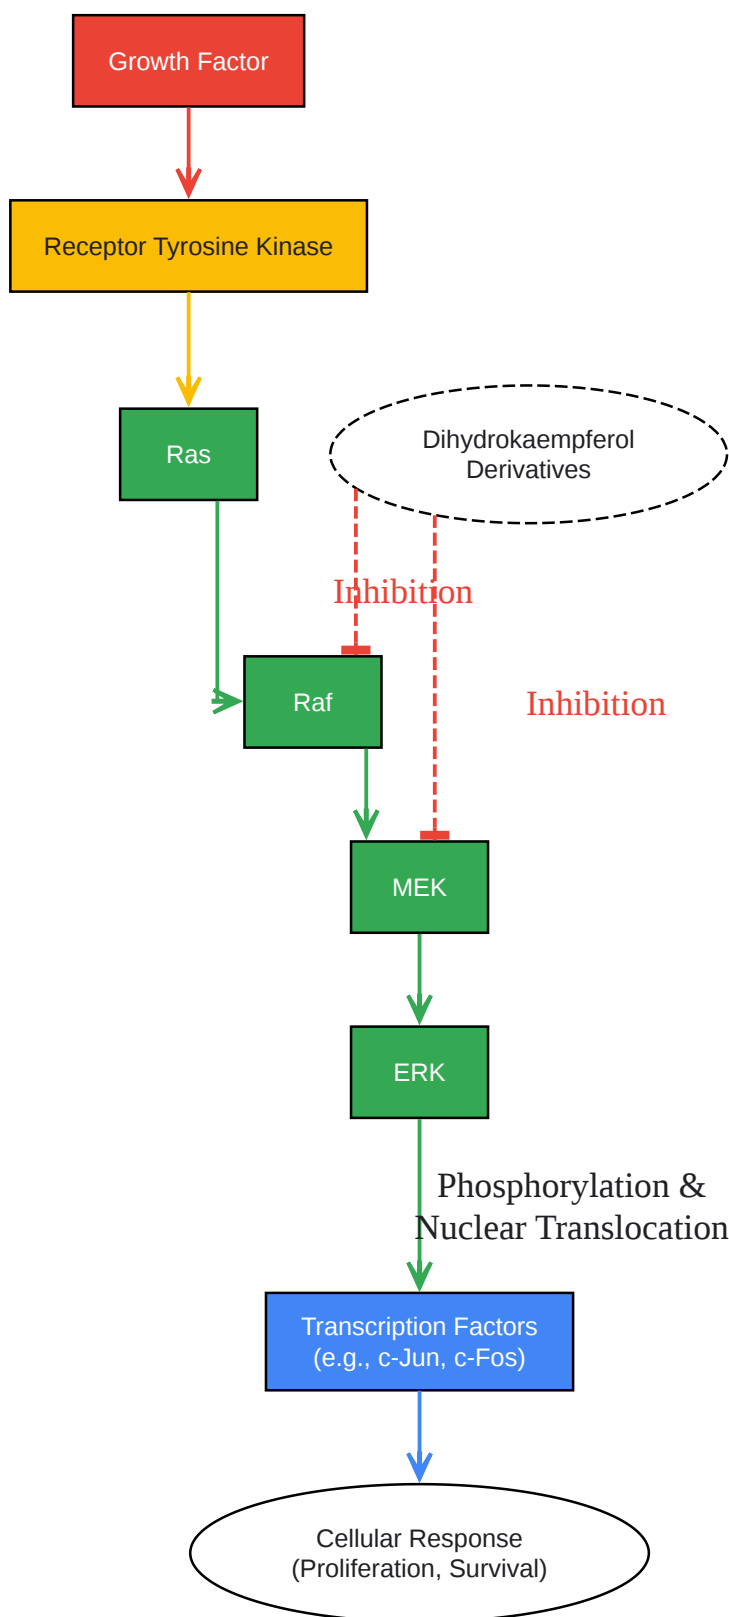 Growth Factor
Receptor Tyrosine Kinase
Ras
Dihydrokaempferol
Derivatives
Inhibition
Raf
Inhibition
MEK
ERK
Phosphorylation &
Nuclear Translocation
Transcription Factors
(e.g., c-Jun, c-Fos)
Cellular Response
(Proliferation, Survival)